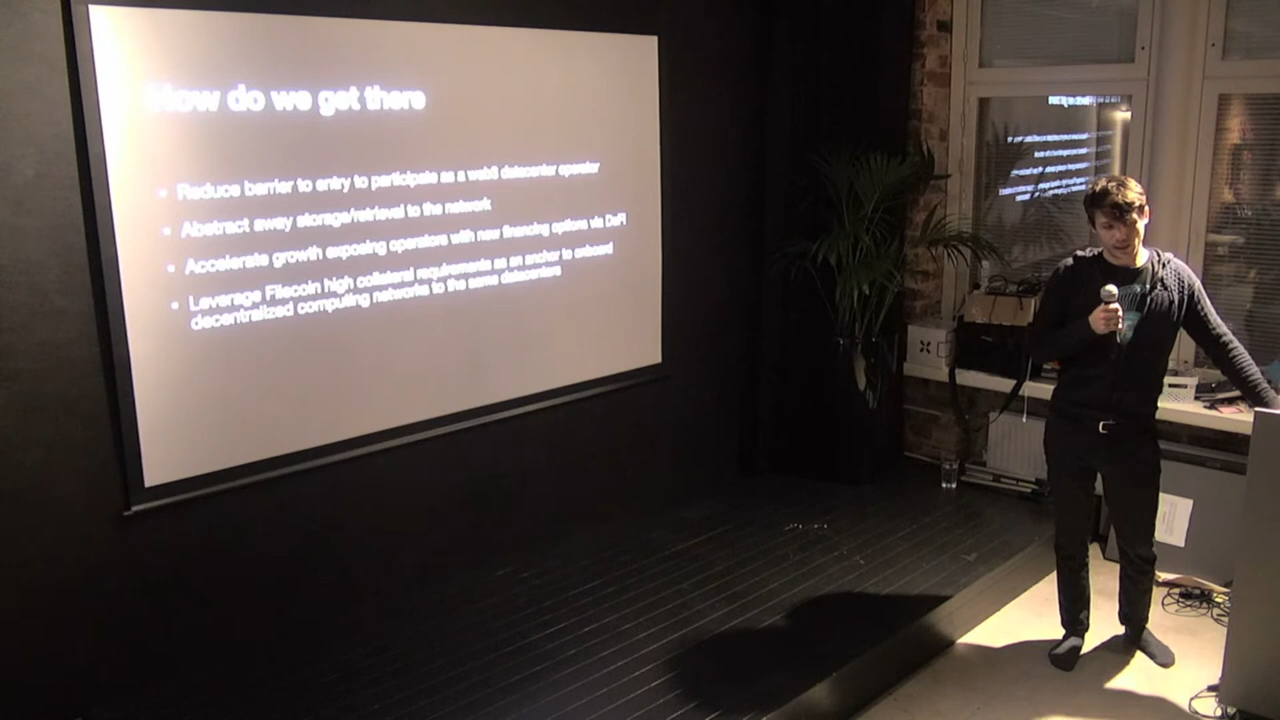 How do we get there
Reduce barrier to entry to participate as a web3 datacenter operator
Abstract away storage/retrieval to the network
Accelerate growth exposing operators with new financing options via DeFi
Leverage Filecoin high collateral requirements as an anchor to onboard
decentralized computing networks to the same datacenters